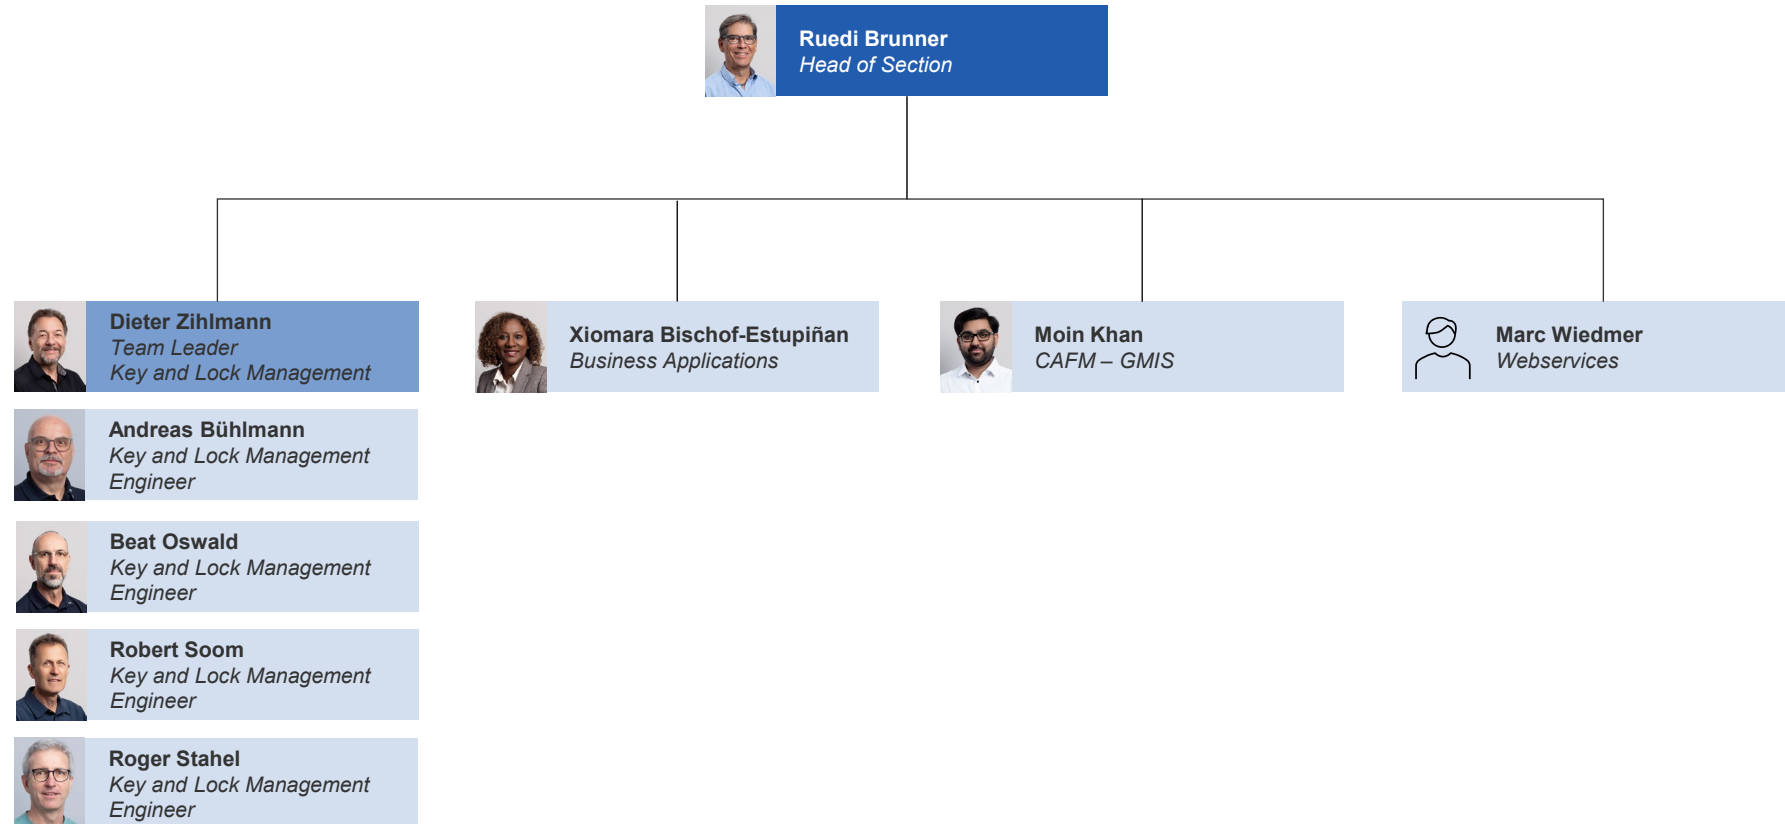 Ruedi Brunner
Head of Section
Dieter Zihlmann
Team Leader
Key and Lock Management
Xiomara Bischof-Estupiñan
Business Applications
Moin Khan
CAFM – GMIS
Marc Wiedmer
Webservices
Andreas Bühlmann
Key and Lock Management
Engineer
Beat Oswald
Key and Lock Management
Engineer
Robert Soom
Key and Lock Management
Engineer
Roger Stahel
Key and Lock Management
Engineer